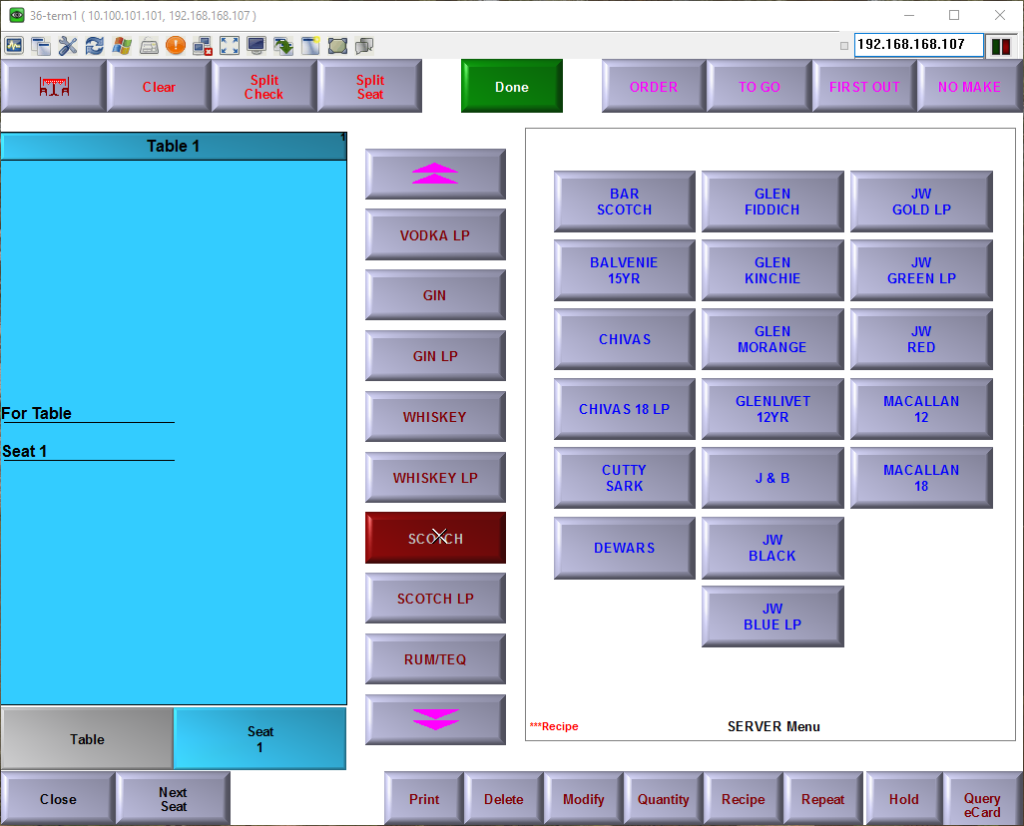 36-term1 ( 10.100.101.101, 192.168.168.107 )
192.168.168.107
Clear
Split
Check
Split
Seat
Done
ORDER
TO GO
FIRST OUT
NO MAKE
Table 1
1
For Table
Seat 1
Table
Seat
1
VODKA LP
GIN
GIN LP
WHISKEY
WHISKEY LP
SCOTCH
SCOTCH LP
RUM/TEQ
BAR
SCOTCH
GLEN
FIDDICH
JW
GOLD LP
BALVENIE
15YR
GLEN
KINCHIE
JW
GREEN LP
CHIVAS
GLEN
MORANGE
JW
RED
CHIVAS 18 LP
GLENLIVET
12YR
MACALLAN
12
CUTTY
SARK
J & B
MACALLAN
18
DEWARS
JW
BLACK
JW
BLUE LP
***Recipe
SERVER Menu
Close
Next
Seat
Print
Delete
Modify
Quantity
Recipe
Repeat
Hold
Query
eCard